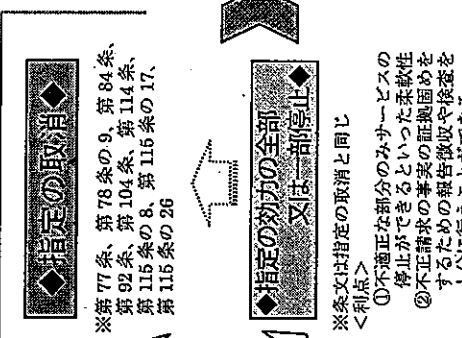 ◆指定の取消◆
※第77条、第78条の9、第84条、
第92条、第104条、第114条、
第115条の8、第115条の17、
第115条の26
◆指定の効力の全部
又は一部停止◆
※条文は指定の取消と同じ
<利点>
①不適正な部分のみサービスの
停止ができるといった柔軟性
②不正請求の事実の証拠固めを
するための報告徴収や検査を